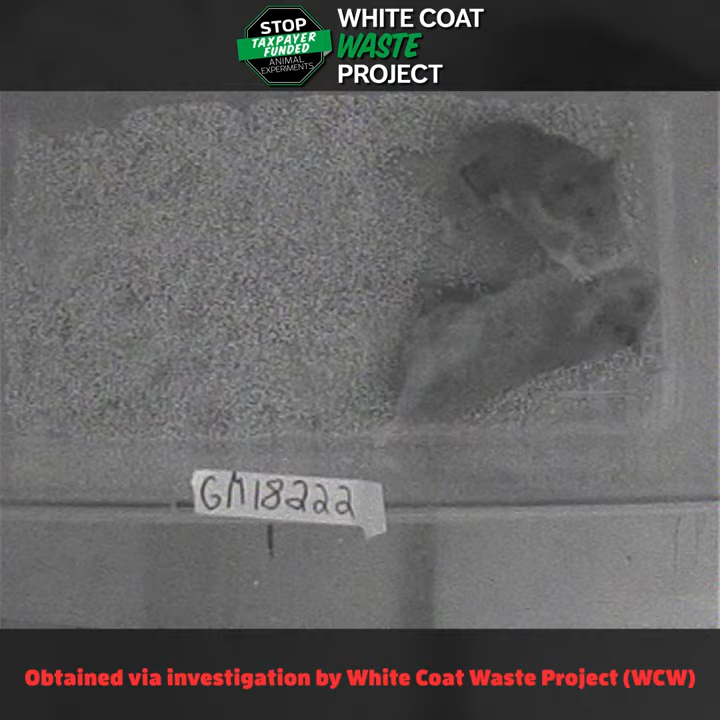 STOP
TAXPAYER
FUNDED
ANIMAL
EXPERIMENTS
WHITE COAT
WASTE
PROJECT
GM18222
Obtained via investigation by White Coat Waste Project (WCW)